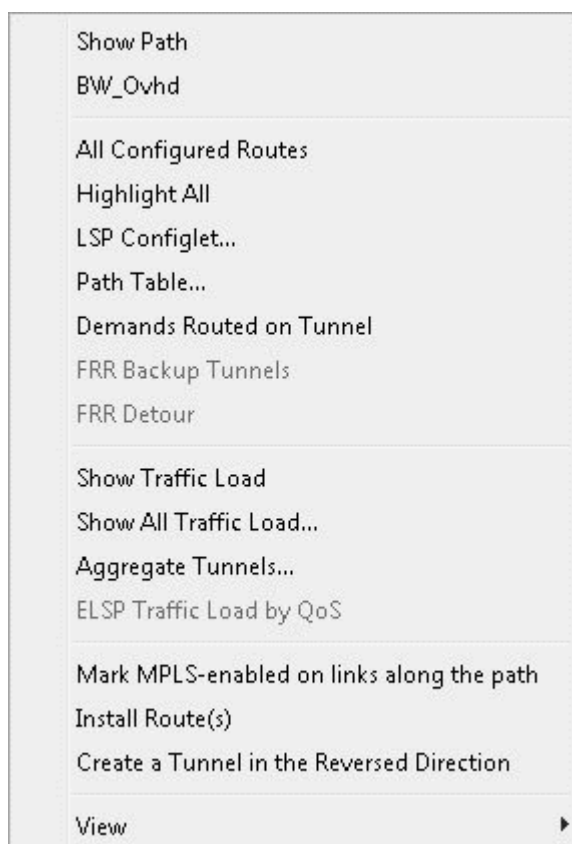 Show Path
BW_Ovhd
All Configured Routes
Highlight All
LSP Configlet...
Path Table...
Demands Routed on Tunnel
FRR Backup Tunnels
FRR Detour
Show Traffic Load
Show All Traffic Load...
Aggregate Tunnels...
ELSP Traffic Load by QoS
Mark MPLS-enabled on links along the path
Install Route(s)
Create a Tunnel in the Reversed Direction
View